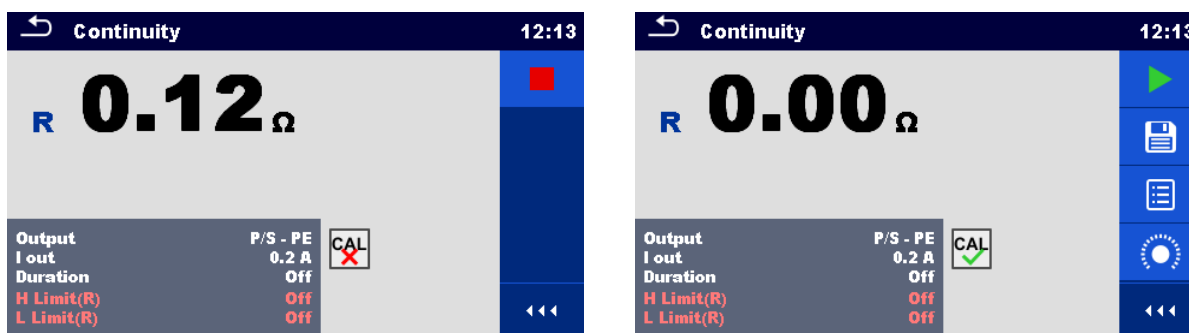 Continuity 12:13
R 0.12 Ω
Output P/S - PE
I out 0.2 A
Duration Off
H Limit(R) Off
L Limit(R) Off
CAL
Continuity 12:13
R 0.00 Ω
Output P/S - PE
I out 0.2 A
Duration Off
H Limit(R) Off
L Limit(R) Off
CAL